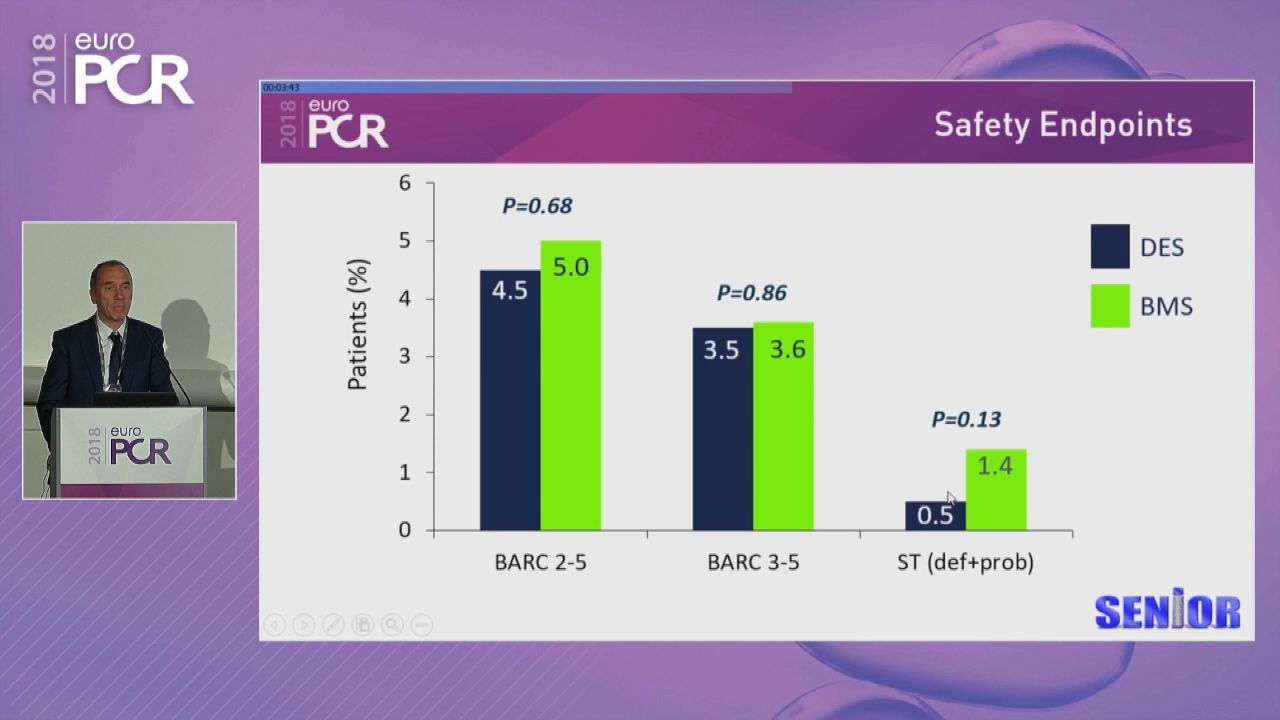 2018 euro PCR
00:03:43
2018 euro PCR
Safety Endpoints
Patients (%)
6
5
4
3
2
1
0
P=0.68
4.5
5.0
P=0.86
3.5
3.6
P=0.13
0.5
1.4
BARC 2-5
BARC 3-5
ST (def+prob)
DES
BMS
SENIOR
2018 euro PCR